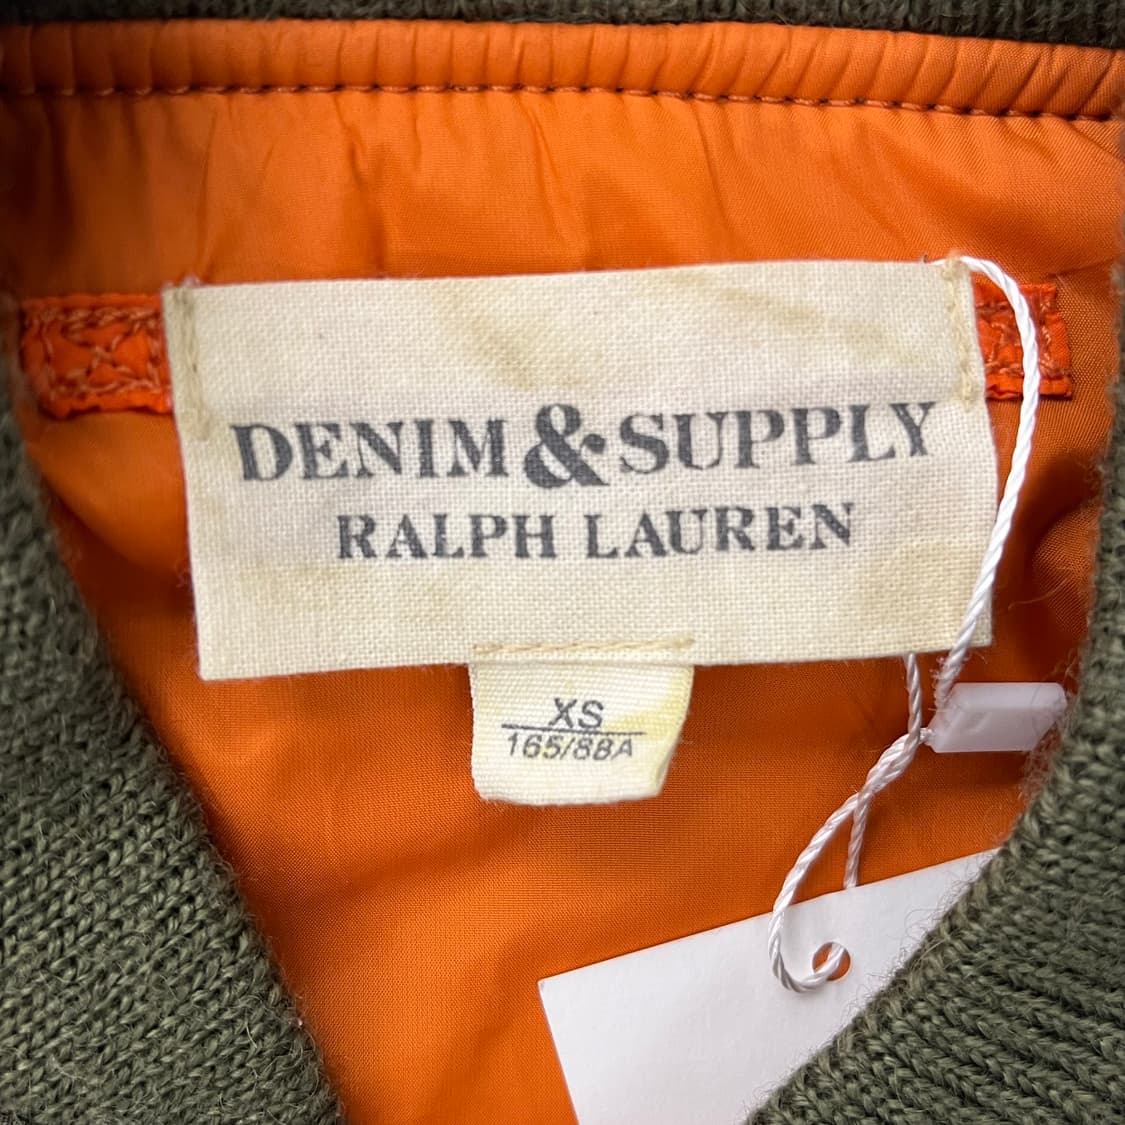 DENIM & SUPPLY
RALPH LAUREN
XS
165/88A